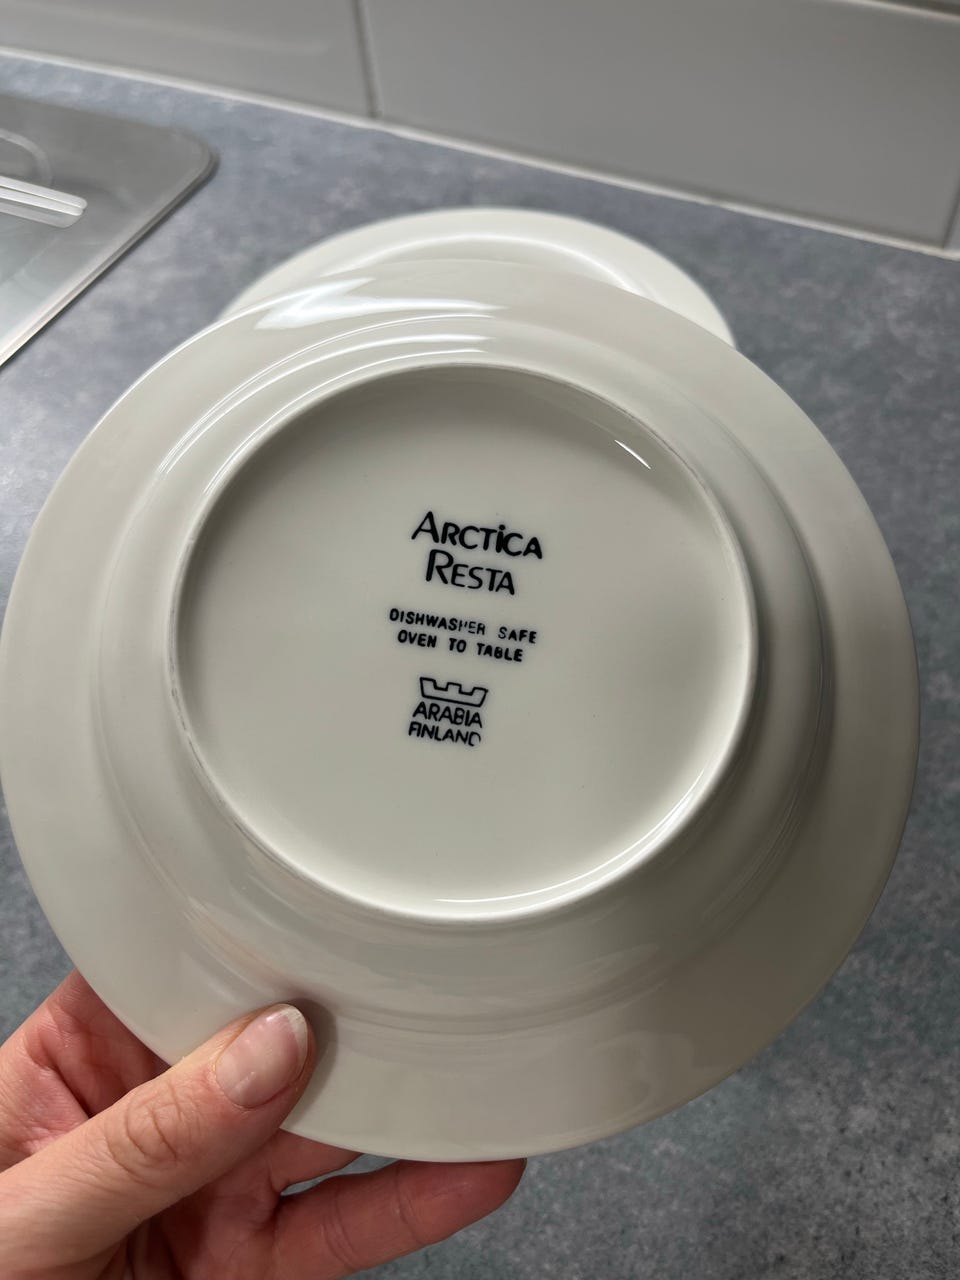 ARCTiCA
RESTA
DISHWASHER SAFE
OVEN TO TABLE
ARABIA
FINLAND